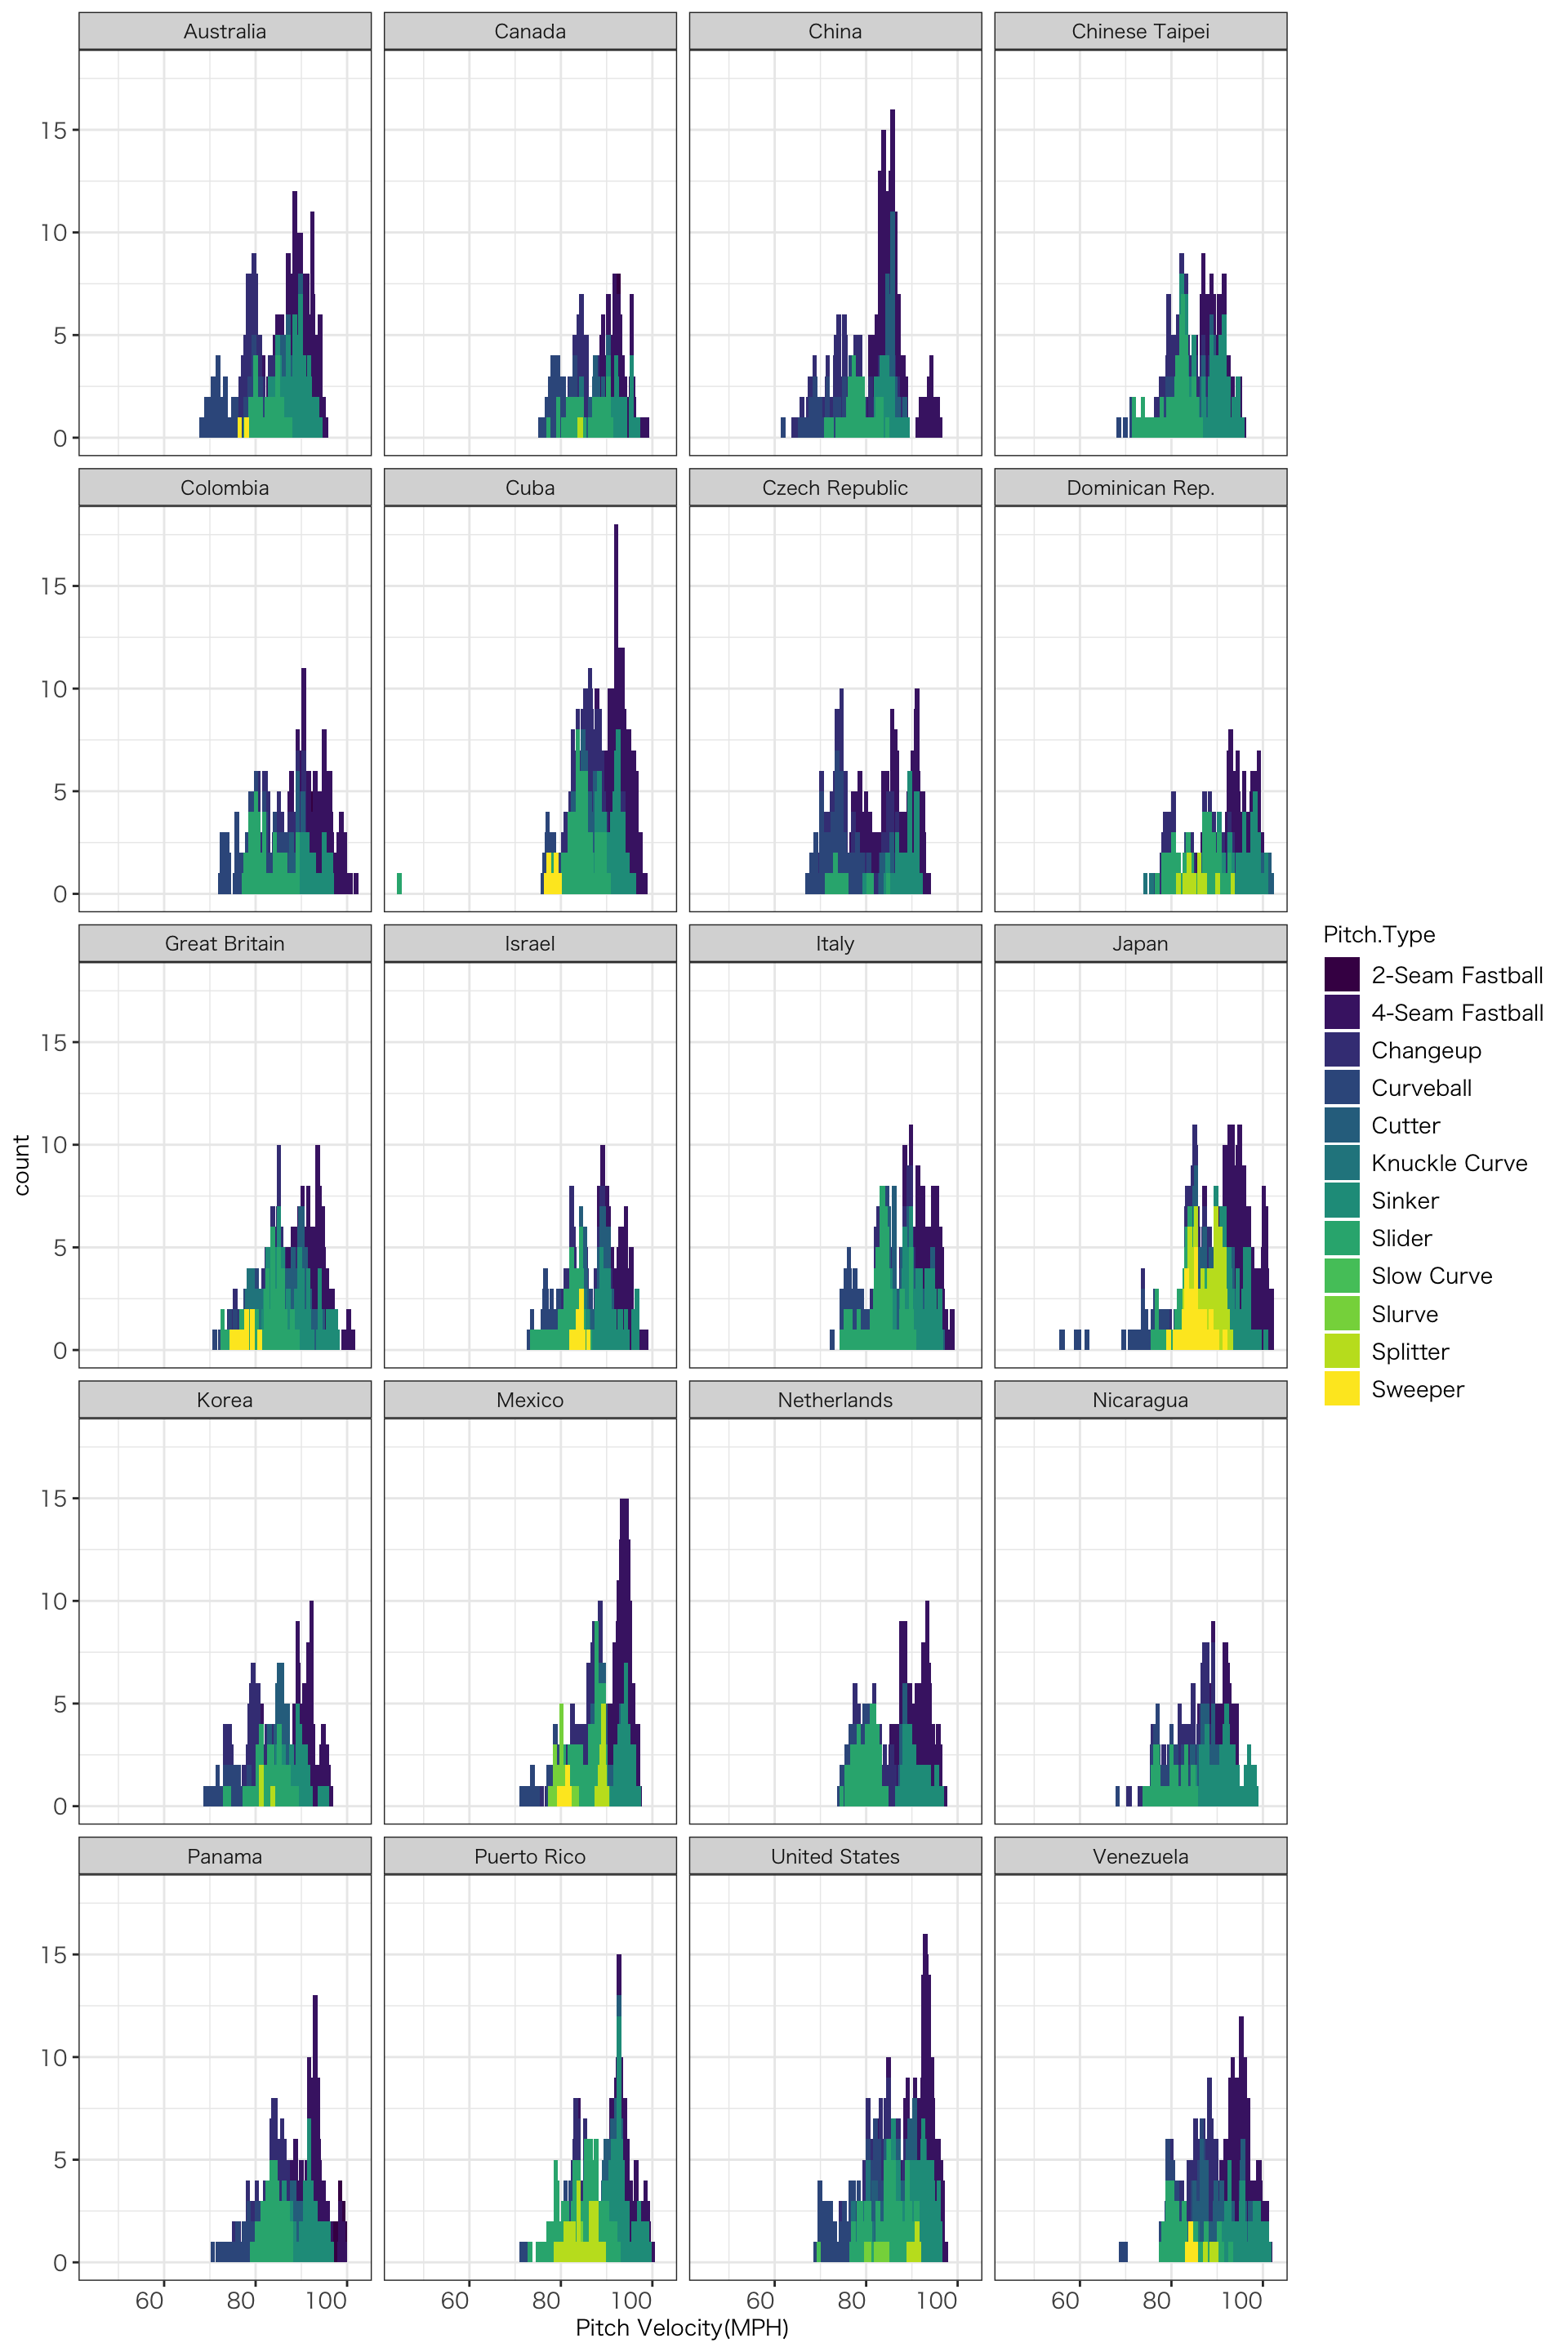 Australia Canada China Chinese Taipei
15
10
5
0
Colombia Cuba Czech Republic Dominican Rep.
15
10
5
0
Great Britain Israel Italy Japan
15
10
5
0
Korea Mexico Netherlands Nicaragua
15
10
5
0
Panama Puerto Rico United States Venezuela
15
10
5
0
60 80 100 60 80 100 60 80 100 60 80 100
Pitch Velocity(MPH)
count
Pitch.Type
2-Seam Fastball
4-Seam Fastball
Changeup
Curveball
Cutter
Knuckle Curve
Sinker
Slider
Slow Curve
Slurve
Splitter
Sweeper